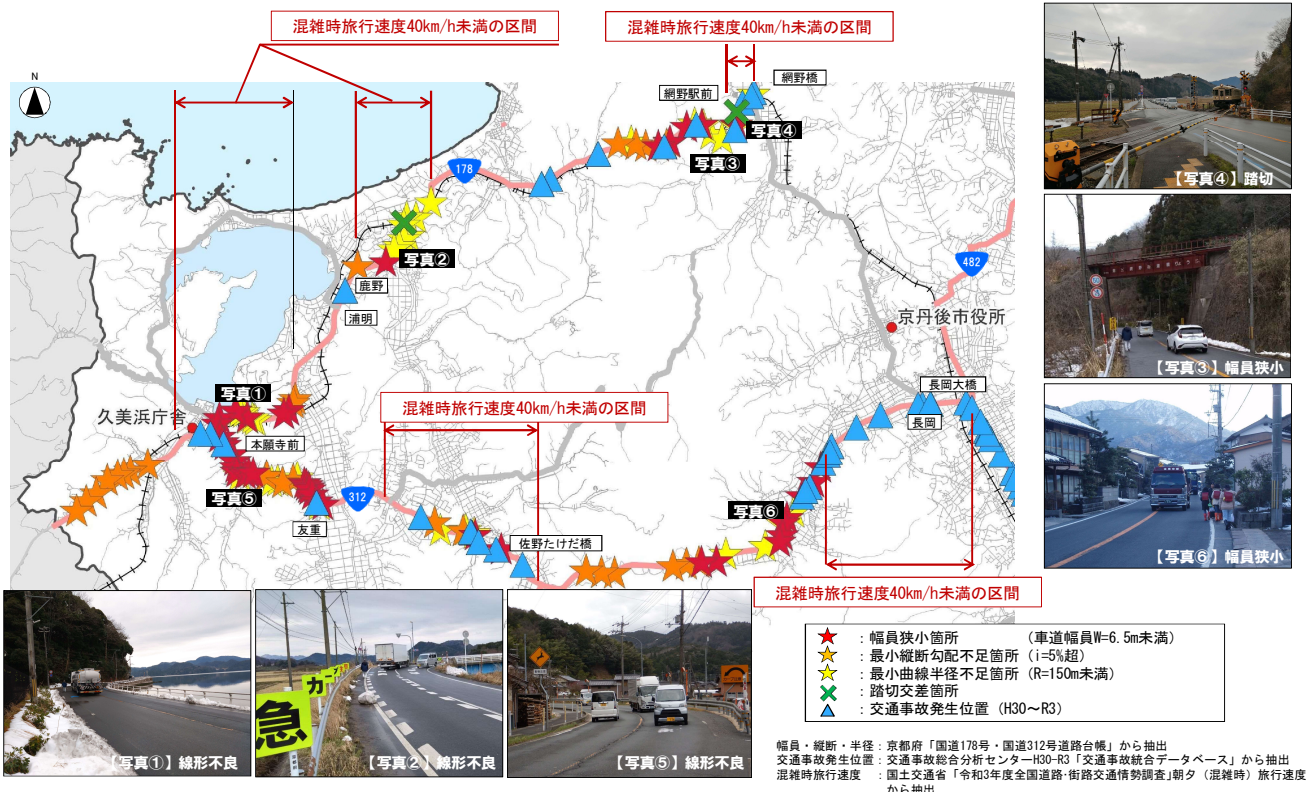 混雑時旅行速度40km/h未満の区間
混雑時旅行速度40km/h未満の区間
N
網野橋
網野駅前
写真④
写真③
178
写真②
鹿野
浦明
482
京丹後市役所
長岡大橋
長岡
写真①
久美浜庁舎
本願寺前
混雑時旅行速度40km/h未満の区間
写真⑤
312
友重
佐野たけだ橋
写真⑥
混雑時旅行速度40km/h未満の区間
【写真④】踏切
【写真③】幅員狭小
【写真⑥】幅員狭小
急
カーブ
【写真①】線形不良
【写真②】線形不良
【写真⑤】線形不良
：幅員狭小箇所　　　（車道幅員W=6.5m未満）
：最小縦断勾配不足箇所（i=5%超）
：最小曲線半径不足箇所（R=150m未満）
：踏切交差箇所
：交通事故発生位置（H30～R3）
幅員・縦断・半径：京都府「国道178号・国道312号道路台帳」から抽出
交通事故発生位置：交通事故総合分析センターH30-R3「交通事故統合データベース」から抽出
混雑時旅行速度　：国土交通省「令和3年度全国道路・街路交通情勢調査」朝夕（混雑時）旅行速度
から抽出